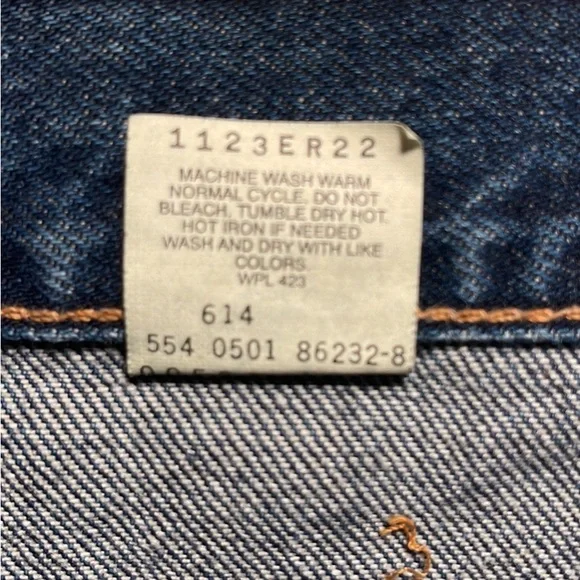 1123ER22
MACHINE WASH WARM
NORMAL CYCLE. DO NOT
BLEACH. TUMBLE DRY HOT.
HOT IRON IF NEEDED
WASH AND DRY WITH LIKE
COLORS.
WPL 423
614
554 0501 86232-8